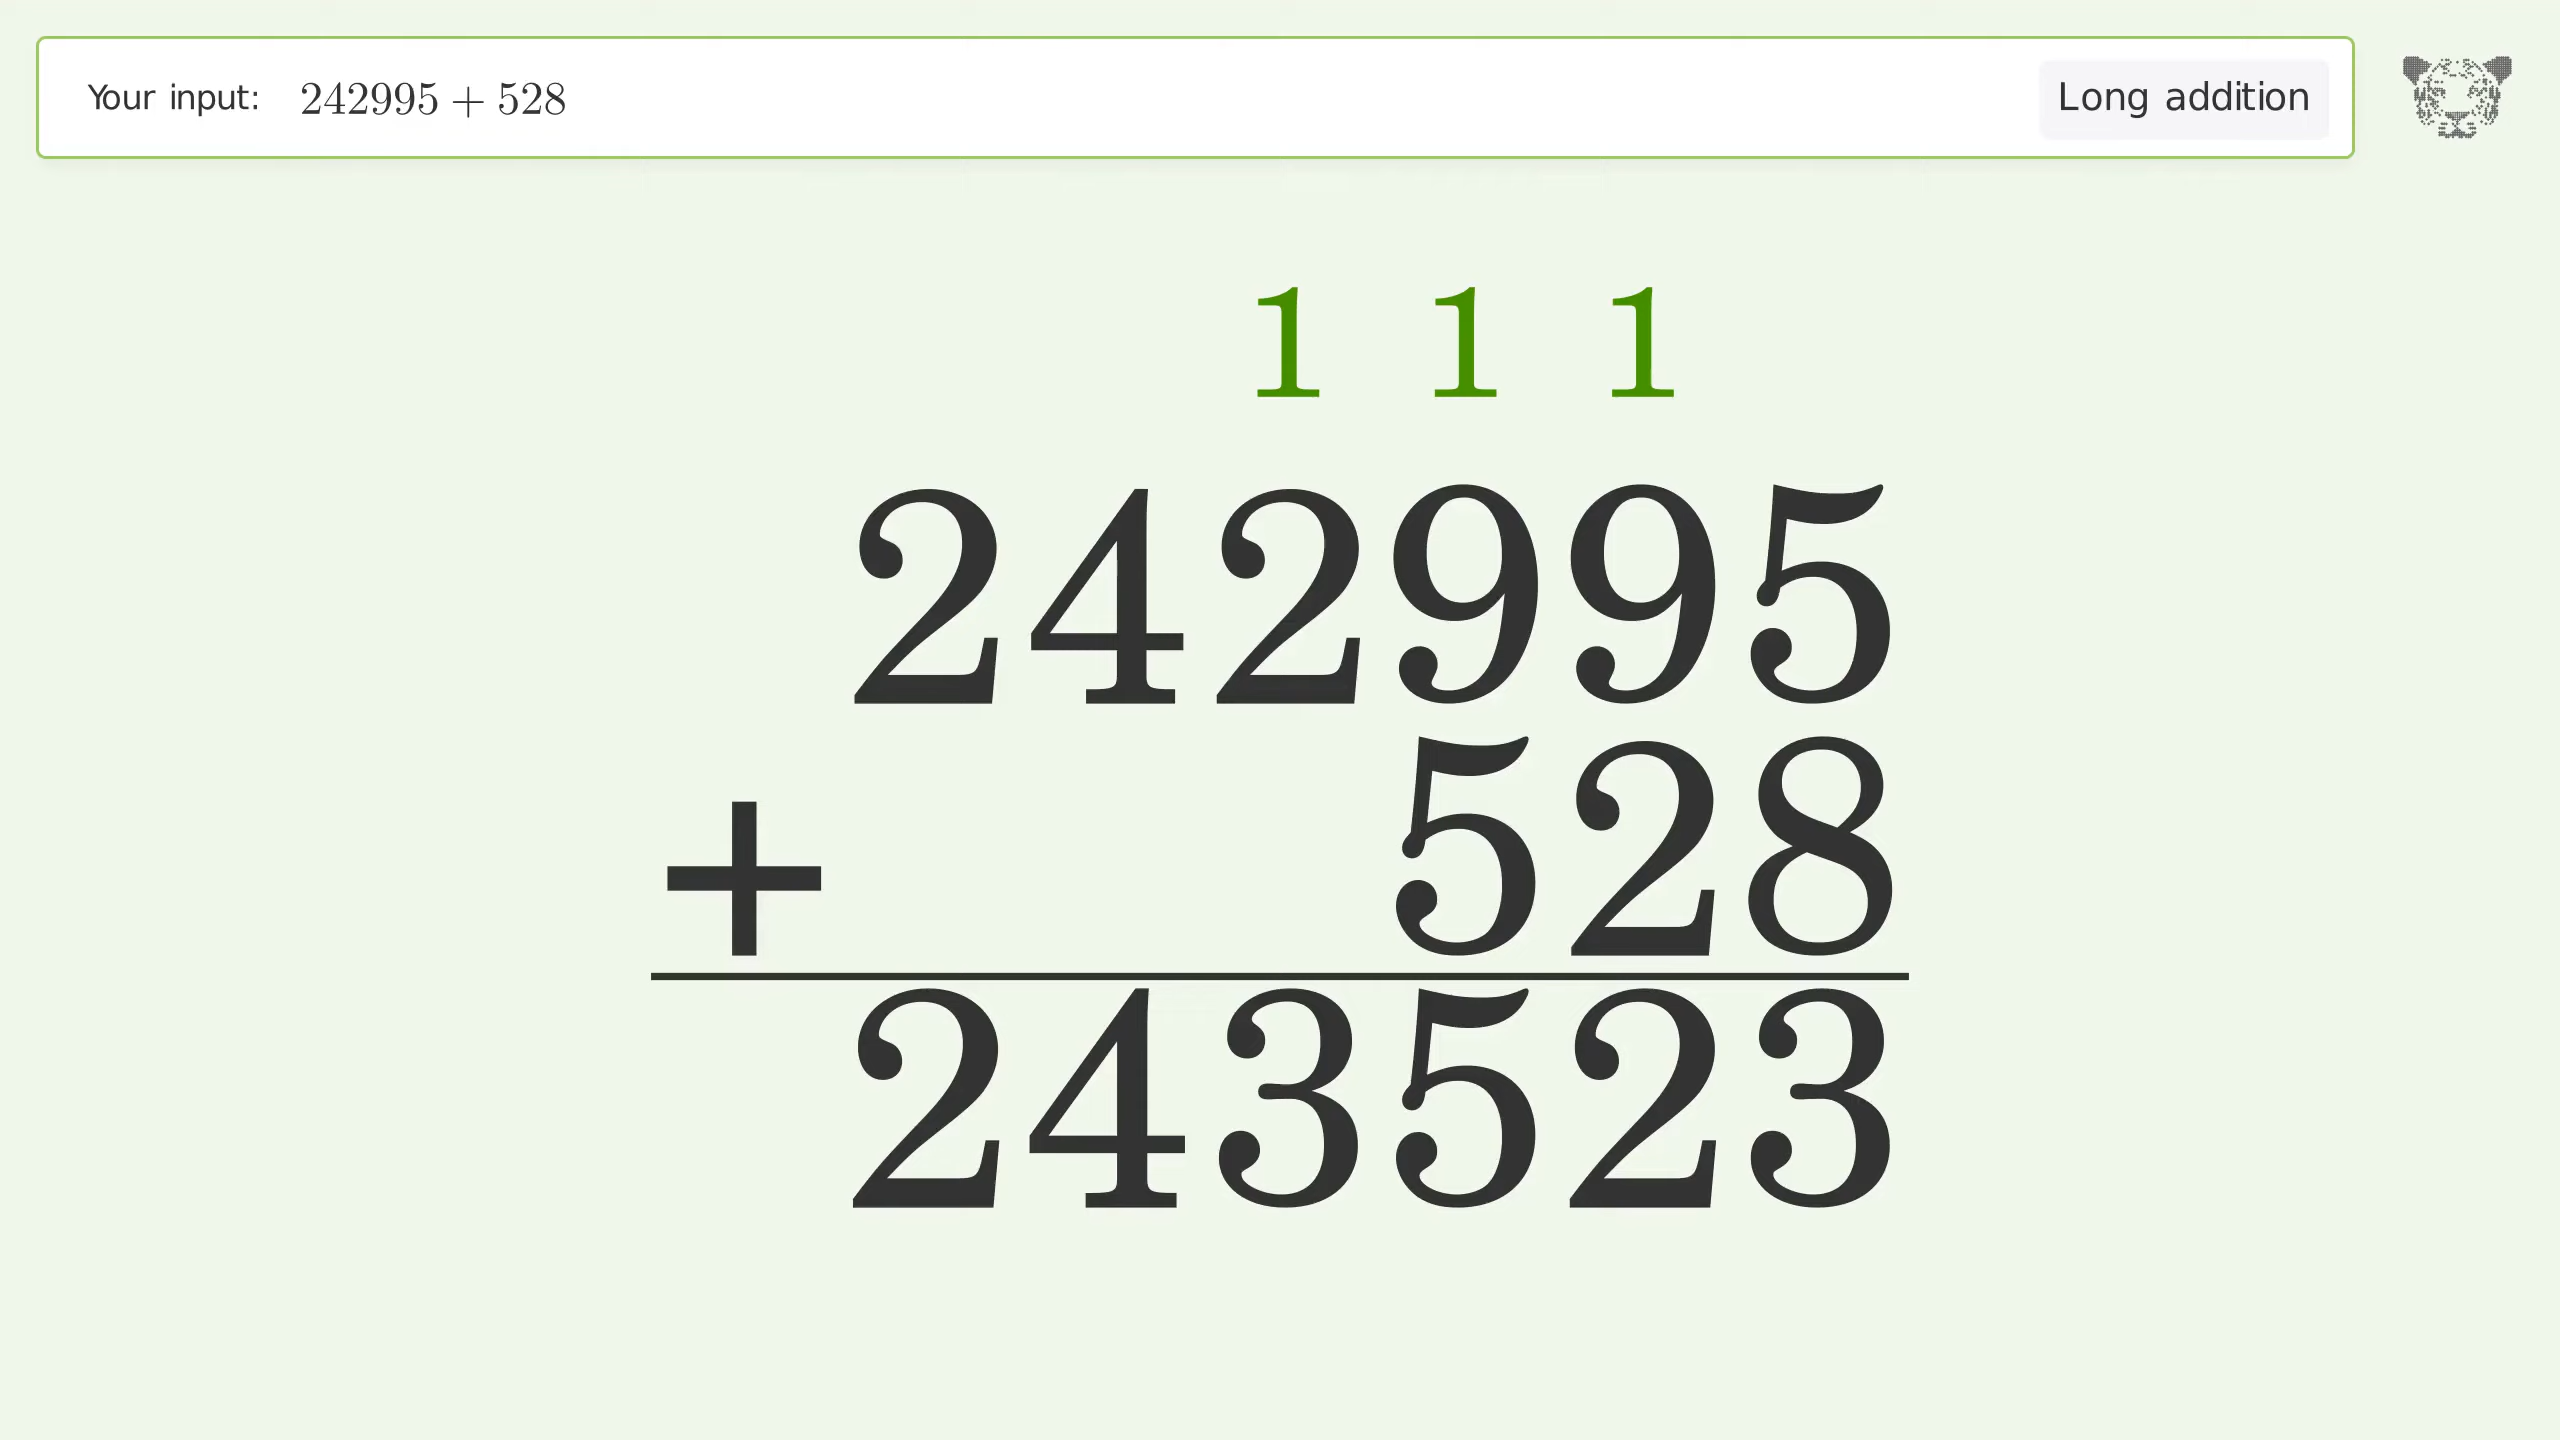 Your input: 242995 + 528
Long addition
1 1 1
242995
+ 528
243523